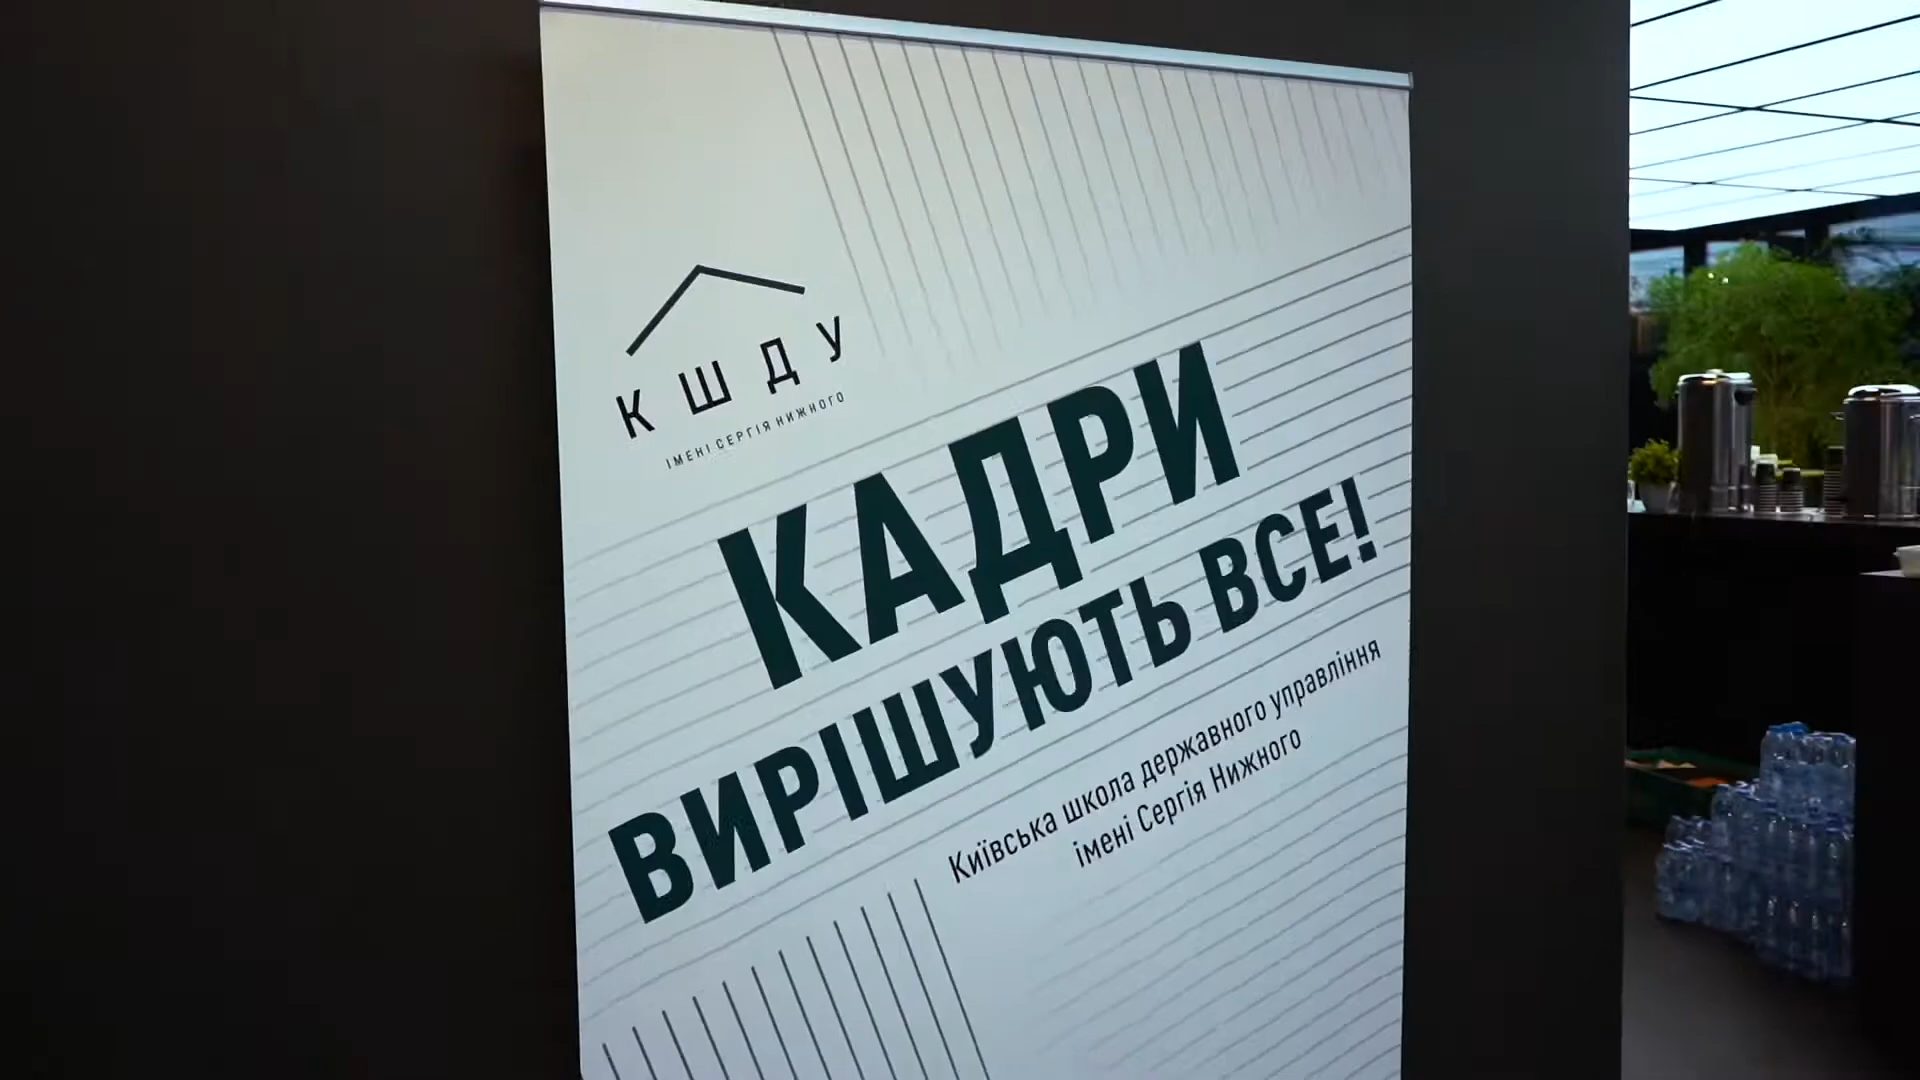 КШДУ
ІМЕНІ СЕРГІЯ НИЖНОГО
КАДРИ
ВИРІШУЮТЬ ВСЕ!
Київська школа державного управління
імені Сергія Нижного